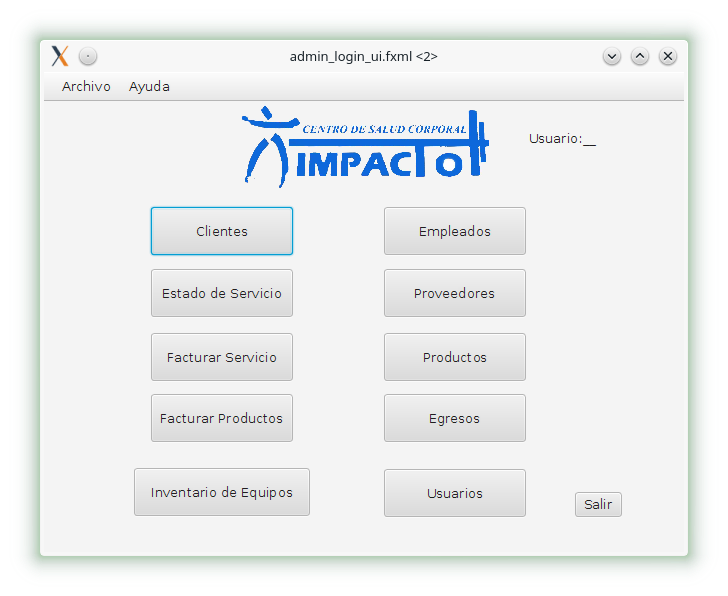 admin_login_ui.fxml <2>
Archivo Ayuda
CENTRO DE SALUD CORPORAL
IMPACTO
Usuario:__
Clientes
Empleados
Estado de Servicio
Proveedores
Facturar Servicio
Productos
Facturar Productos
Egresos
Inventario de Equipos
Usuarios
Salir